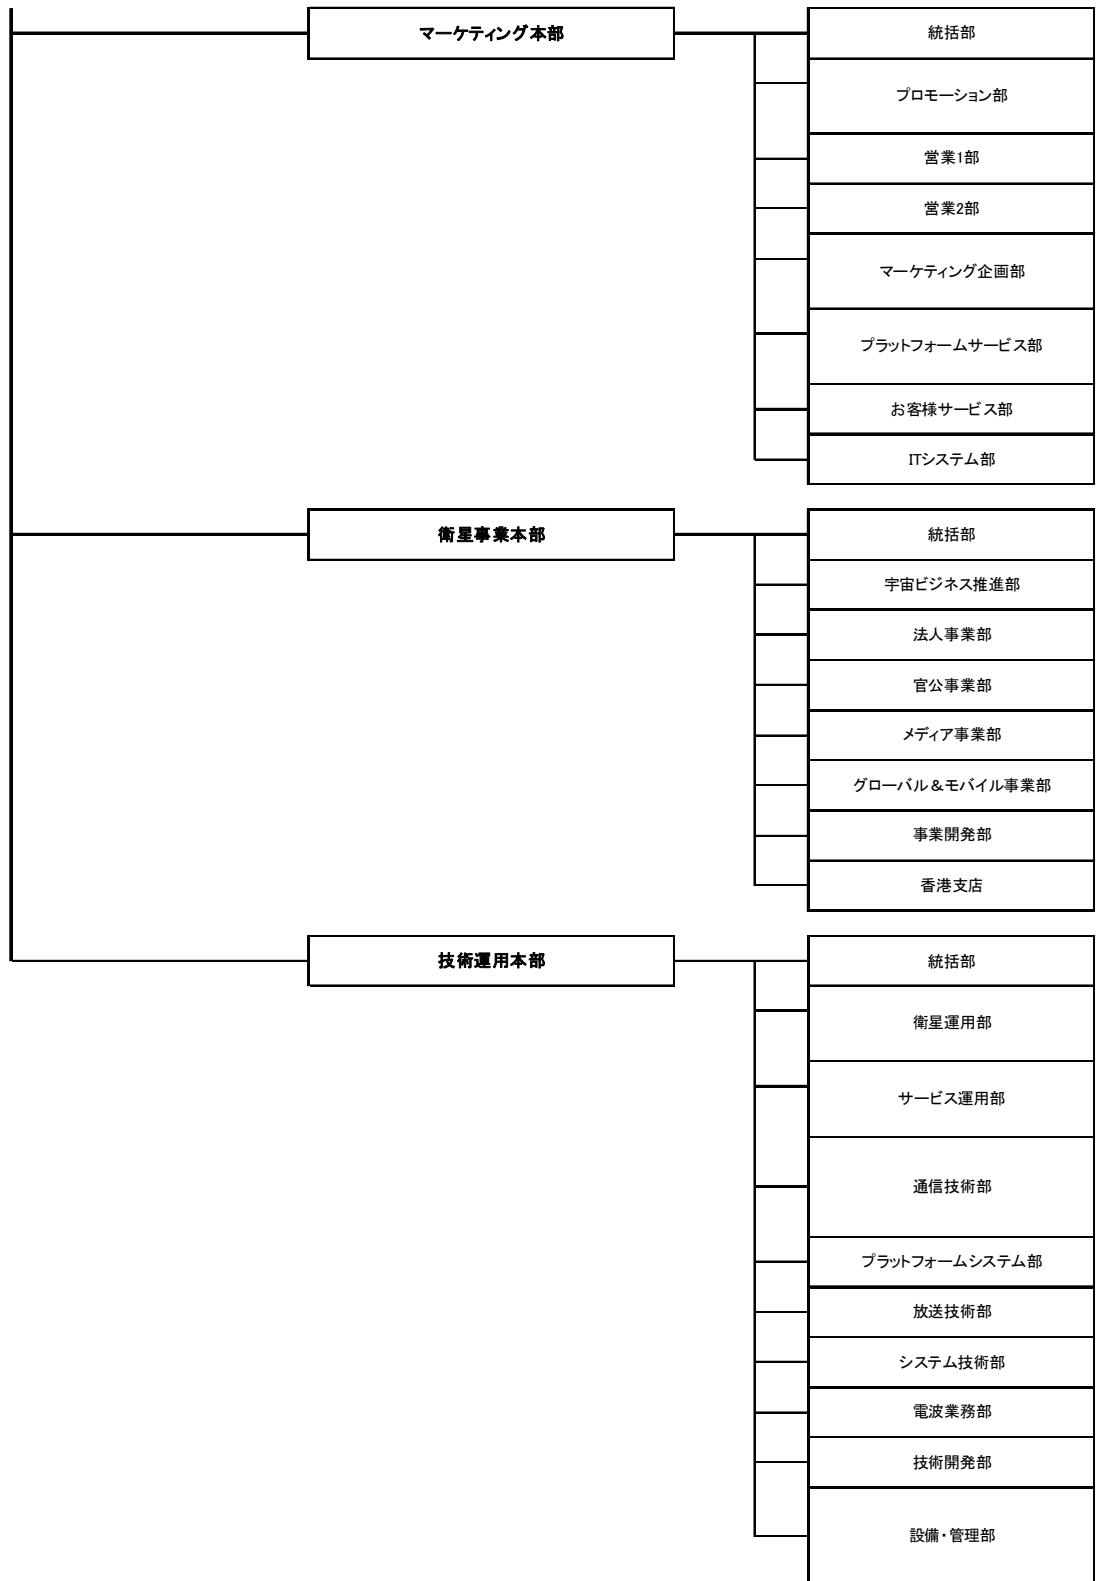 マーケティング本部
統括部
プロモーション部
営業1部
営業2部
マーケティング企画部
プラットフォームサービス部
お客様サービス部
ITシステム部
衛星事業本部
統括部
宇宙ビジネス推進部
法人事業部
官公事業部
メディア事業部
グローバル＆モバイル事業部
事業開発部
香港支店
技術運用本部
統括部
衛星運用部
サービス運用部
通信技術部
プラットフォームシステム部
放送技術部
システム技術部
電波業務部
技術開発部
設備・管理部